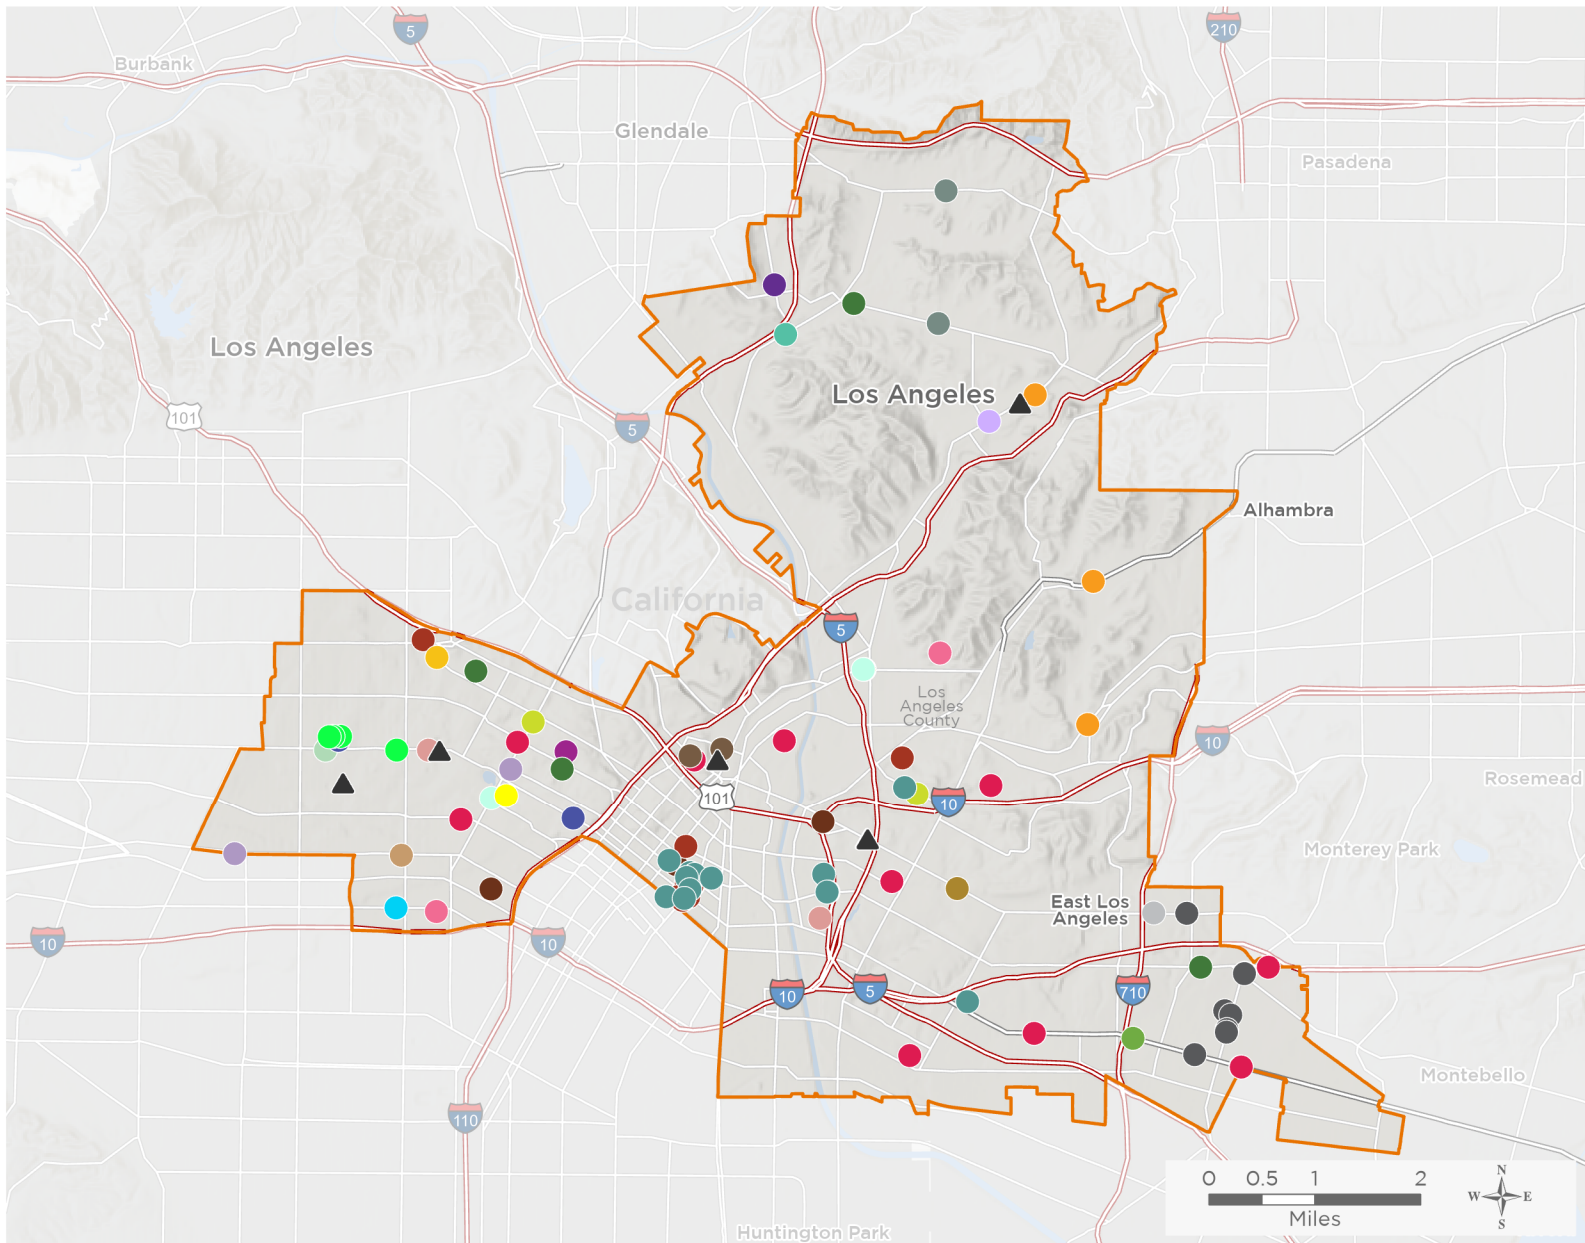 5
210
Burbank
Glendale
Pasadena
Los Angeles
Los Angeles
101
5
Alhambra
California
5
Los
Angeles
County
10
Rosemead
101
10
Monterey Park
East Los
Angeles
10
10
10
5
710
Montebello
110
0 0.5 1 2
Miles
N
W E
S
Huntington Park